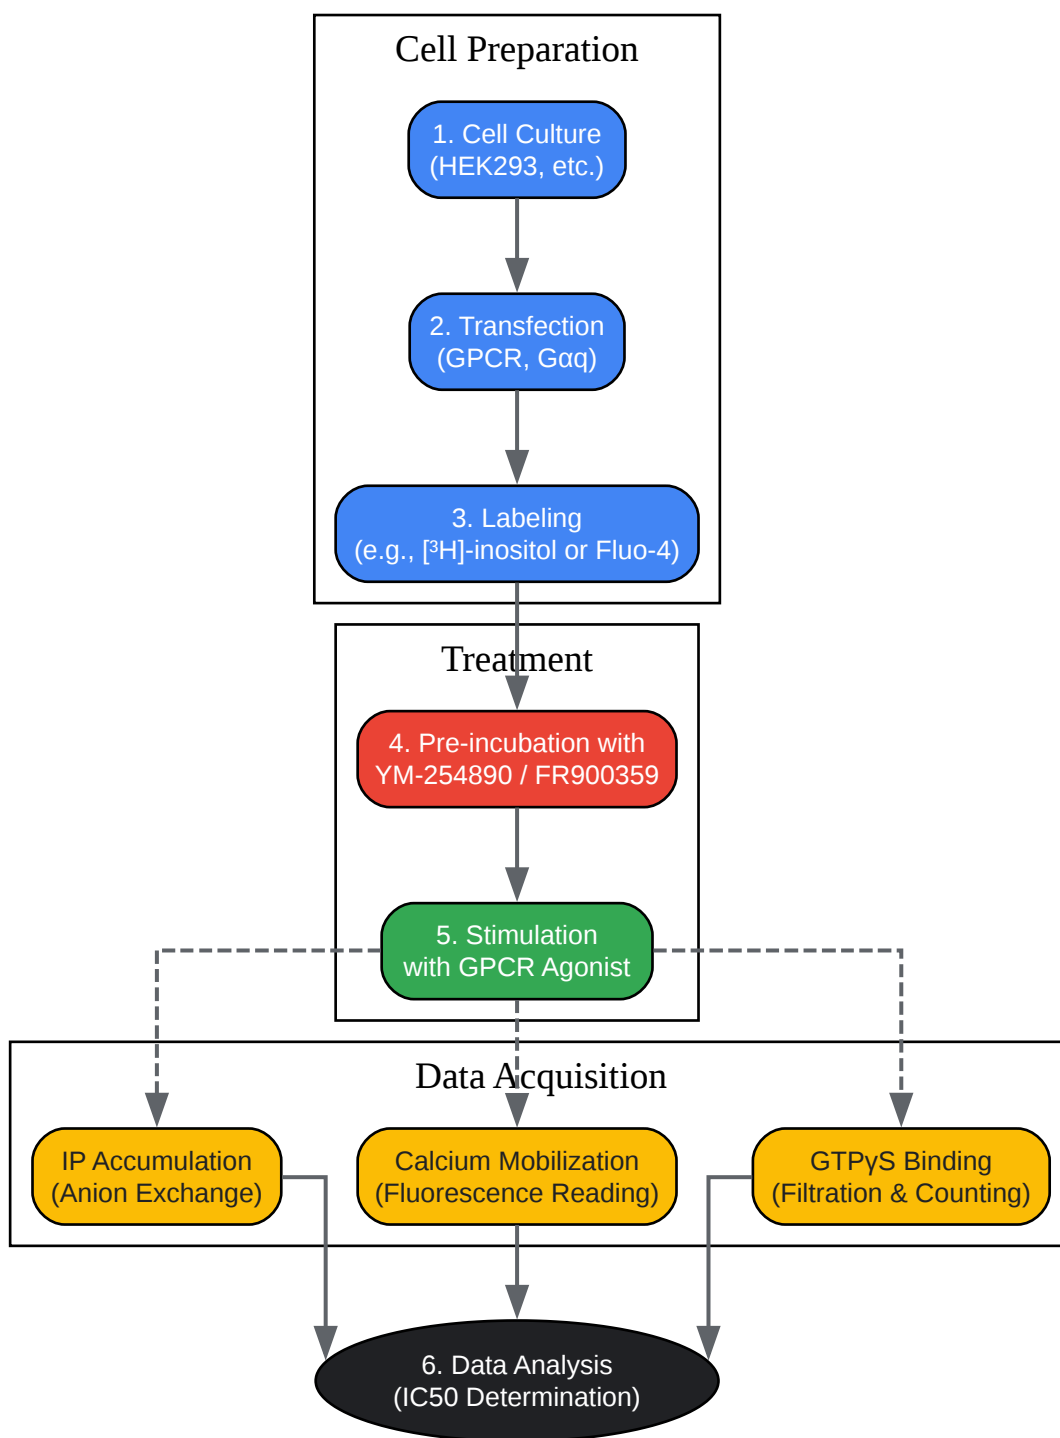 Cell Preparation
1. Cell Culture
(HEK293, etc.)
2. Transfection
(GPCR, Gαq)
3. Labeling
(e.g., [³H]-inositol or Fluo-4)
Treatment
4. Pre-incubation with
YM-254890 / FR900359
5. Stimulation
with GPCR Agonist
Data Acquisition
IP Accumulation
(Anion Exchange)
Calcium Mobilization
(Fluorescence Reading)
GTPγS Binding
(Filtration & Counting)
6. Data Analysis
(IC50 Determination)